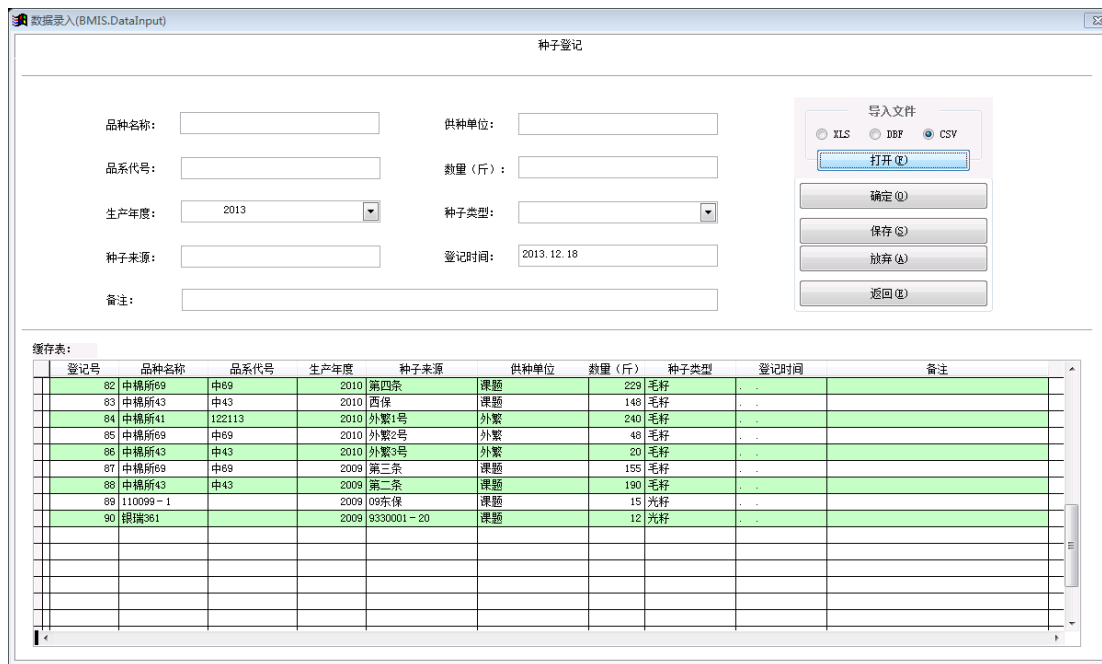 数据录入(BMIS.DataInput)
种子登记
品种名称: 供种单位:
导入文件
XLS DBF CSV
打开(F)
品系代号: 数量(斤):
确定(O)
生产年度: 2013 种子类型:
保存(S)
种子来源: 登记时间: 2013.12.18
放弃(A)
备注:
返回(E)
缓存表:
登记号 品种名称 品系代号 生产年度 种子来源 供种单位 数量(斤) 种子类型 登记时间 备注
82 中棉所69 中69 2010 第四条 课题 229 毛籽 . .
83 中棉所43 中43 2010 西保 课题 148 毛籽 . .
84 中棉所41 122113 2010 外繁1号 外繁 240 毛籽 . .
85 中棉所69 中69 2010 外繁2号 外繁 48 毛籽 . .
86 中棉所43 中43 2010 外繁3号 外繁 20 毛籽 . .
87 中棉所69 中69 2009 第三条 课题 155 毛籽 . .
88 中棉所43 中43 2009 第二条 课题 190 毛籽 . .
89 110099-1 2009 09东保 课题 15 光籽 . .
90 银瑞361 2009 9330001-20 课题 12 光籽 . .